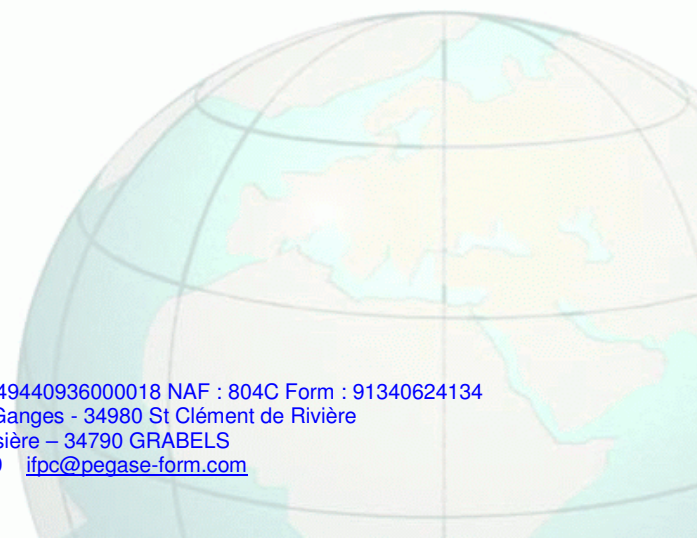 49440936000018 NAF : 804C Form : 91340624134
Ganges - 34980 St Clément de Rivière
sière – 34790 GRABELS
ifpc@pegase-form.com